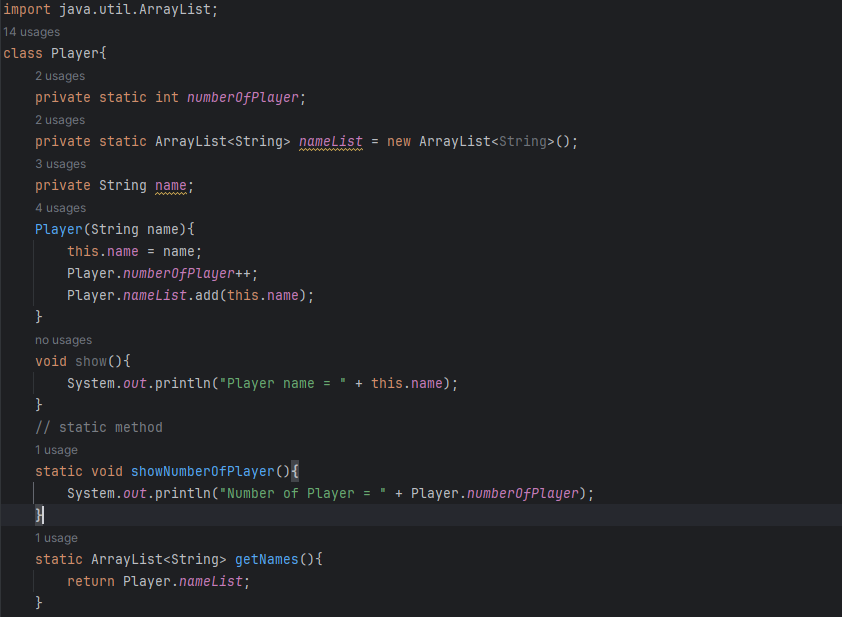 import java.util.ArrayList;
14 usages
class Player{
2 usages
private static int numberOfPlayer;
2 usages
private static ArrayList<String> nameList = new ArrayList<String>();
3 usages
private String name;
4 usages
Player(String name){
this.name = name;
Player.numberOfPlayer++;
Player.nameList.add(this.name);
}
no usages
void show(){
System.out.println("Player name = " + this.name);
}
// static method
1 usage
static void showNumberOfPlayer(){
System.out.println("Number of Player = " + Player.numberOfPlayer);
}
1 usage
static ArrayList<String> getNames(){
return Player.nameList;
}